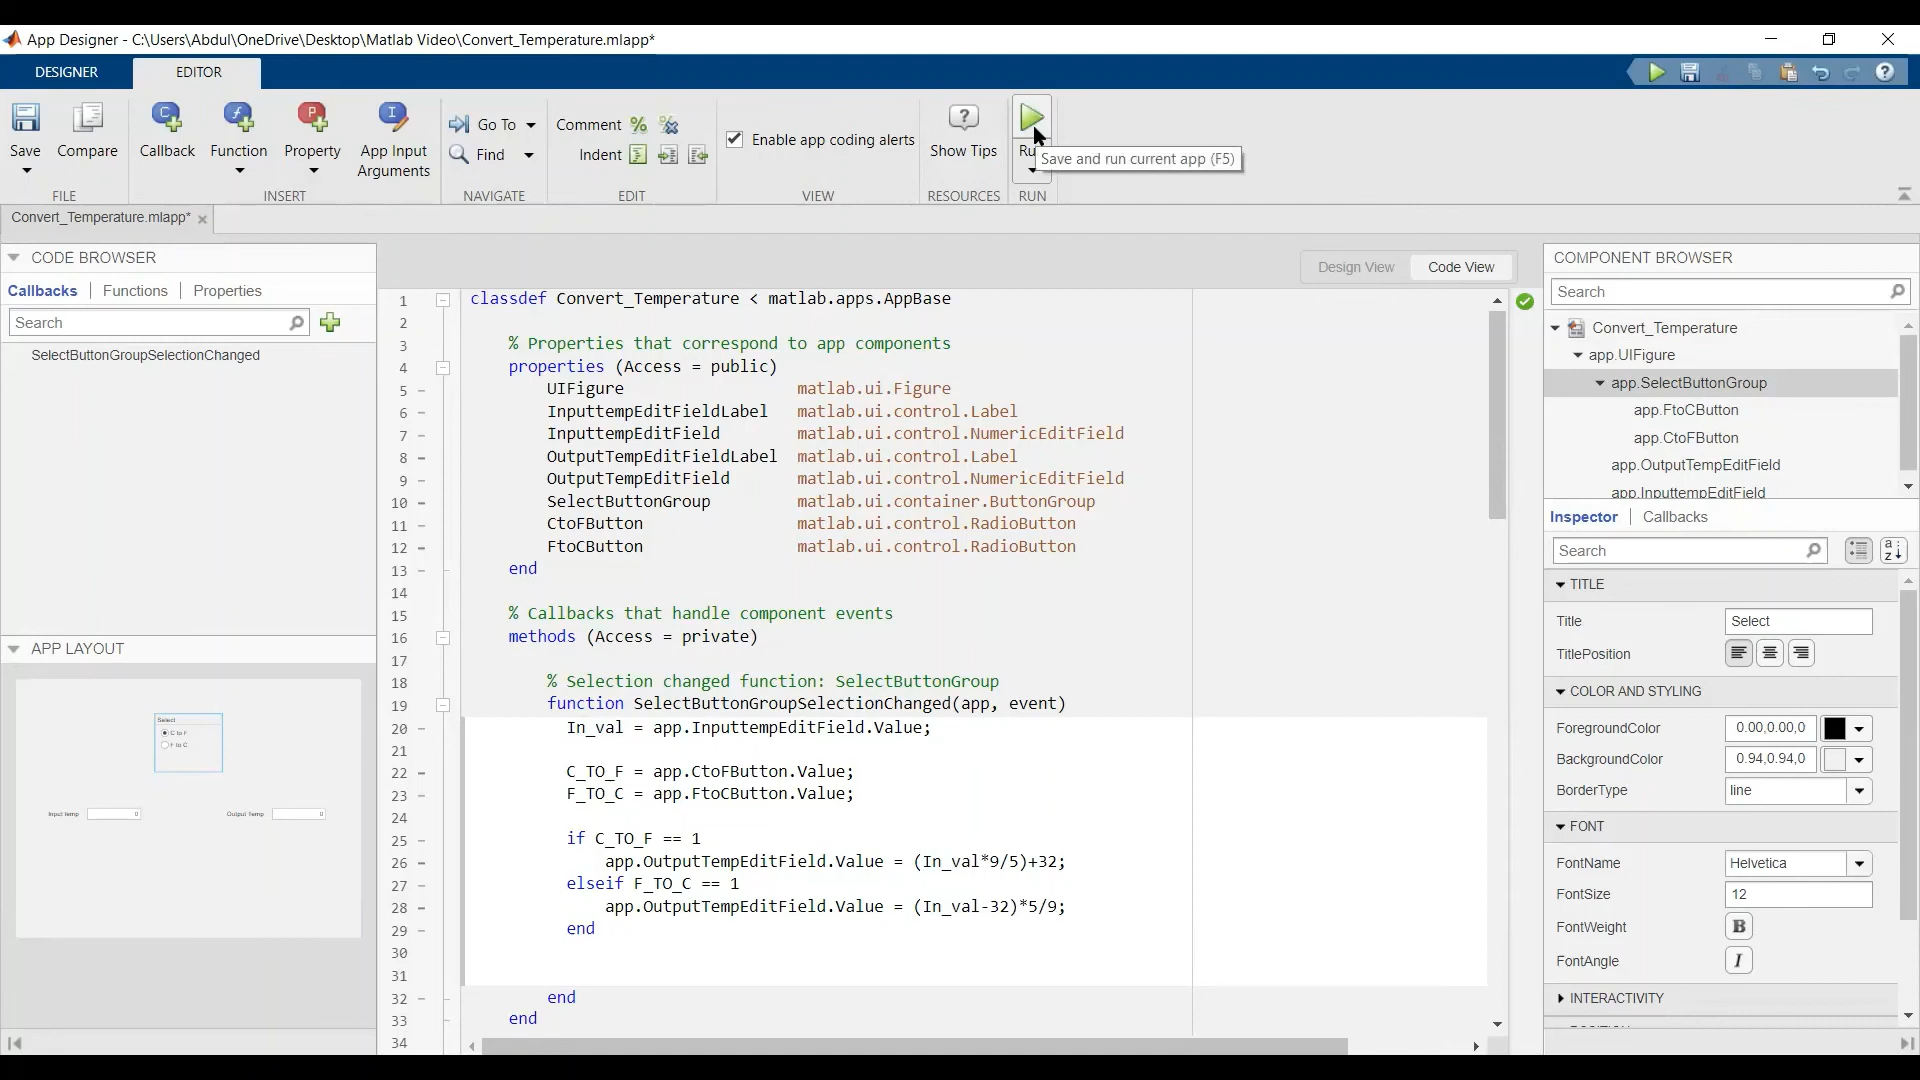 App Designer - C:\Users\Abdul\OneDrive\Desktop\Matlab Video\Convert_Temperature.mlapp*
DESIGNER
EDITOR
Save
Compare
Callback
Function
Property
App Input
Arguments
Go To
Find
Comment
Indent
Enable app coding alerts
Show Tips
Ru
Save and run current app (F5)
FILE
INSERT
NAVIGATE
EDIT
VIEW
RESOURCES
RUN
Convert_Temperature.mlapp*
CODE BROWSER
Callbacks
Functions
Properties
Search
SelectButtonGroupSelectionChanged
APP LAYOUT
Select
C to F
F to C
Input temp
0
Output Temp
0
Design View
Code View
1 classdef Convert_Temperature < matlab.apps.AppBase
2
3 % Properties that correspond to app components
4 properties (Access = public)
5 UIFigure matlab.ui.Figure
6 InputtempEditFieldLabel matlab.ui.control.Label
7 InputtempEditField matlab.ui.control.NumericEditField
8 OutputTempEditFieldLabel matlab.ui.control.Label
9 OutputTempEditField matlab.ui.control.NumericEditField
10 SelectButtonGroup matlab.ui.container.ButtonGroup
11 CtoFButton matlab.ui.control.RadioButton
12 FtoCButton matlab.ui.control.RadioButton
13 end
14
15 % Callbacks that handle component events
16 methods (Access = private)
17
18 % Selection changed function: SelectButtonGroup
19 function SelectButtonGroupSelectionChanged(app, event)
20 In_val = app.InputtempEditField.Value;
21
22 C_TO_F = app.CtoFButton.Value;
23 F_TO_C = app.FtoCButton.Value;
24
25 if C_TO_F == 1
26 app.OutputTempEditField.Value = (In_val*9/5)+32;
27 elseif F_TO_C == 1
28 app.OutputTempEditField.Value = (In_val-32)*5/9;
29 end
30
31
32 end
33 end
34
COMPONENT BROWSER
Search
Convert_Temperature
app.UIFigure
app.SelectButtonGroup
app.FtoCButton
app.CtoFButton
app.OutputTempEditField
app.InputtempEditField
Inspector
Callbacks
Search
TITLE
Title Select
TitlePosition
COLOR AND STYLING
ForegroundColor 0.00,0.00,0
BackgroundColor 0.94,0.94,0
BorderType line
FONT
FontName Helvetica
FontSize 12
FontWeight B
FontAngle I
INTERACTIVITY